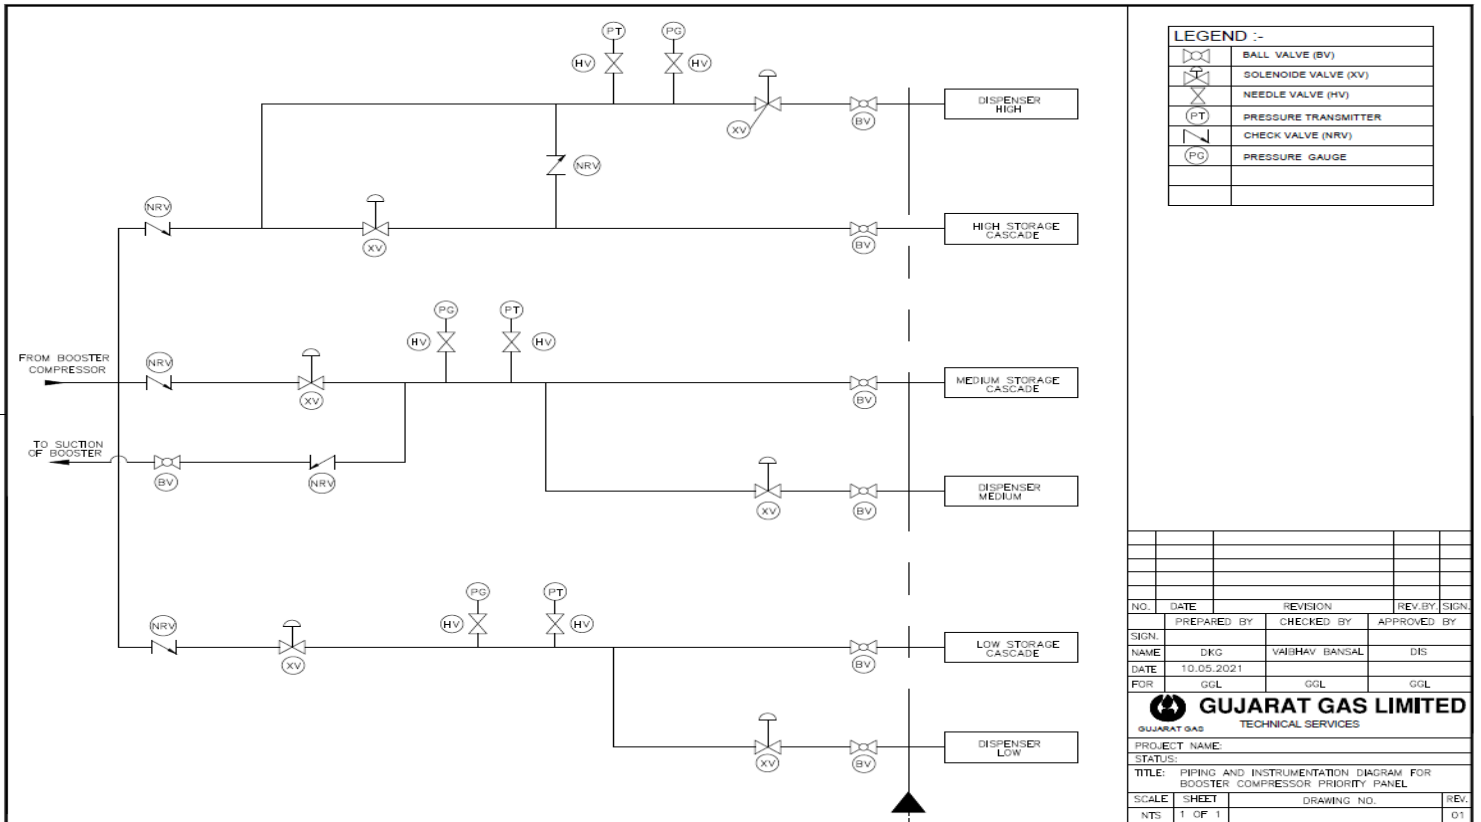 PT
PG
HV
HV
XV
BV
DISPENSER
HIGH
NRV
NRV
XV
BV
HIGH STORAGE
CASCADE
PG
PT
HV
HV
FROM BOOSTER
COMPRESSOR
NRV
XV
BV
MEDIUM STORAGE
CASCADE
TO SUCTION
OF BOOSTER
BV
NRV
XV
BV
DISPENSER
MEDIUM
PG
PT
HV
HV
NRV
XV
BV
LOW STORAGE
CASCADE
XV
BV
DISPENSER
LOW
LEGEND :-
BALL VALVE (BV)
SOLENOIDE VALVE (XV)
NEEDLE VALVE (HV)
PT PRESSURE TRANSMITTER
CHECK VALVE (NRV)
PG PRESSURE GAUGE
NO. DATE REVISION REV.BY. SIGN.
PREPARED BY CHECKED BY APPROVED BY
SIGN.
NAME DKG VAIBHAV BANSAL DIS
DATE 10.05.2021
FOR GGL GGL GGL
GUJARAT GAS
GUJARAT GAS LIMITED
TECHNICAL SERVICES
PROJECT NAME:
STATUS:
TITLE: PIPING AND INSTRUMENTATION DIAGRAM FOR
BOOSTER COMPRESSOR PRIORITY PANEL
SCALE SHEET DRAWING NO. REV.
NTS 1 OF 1 01